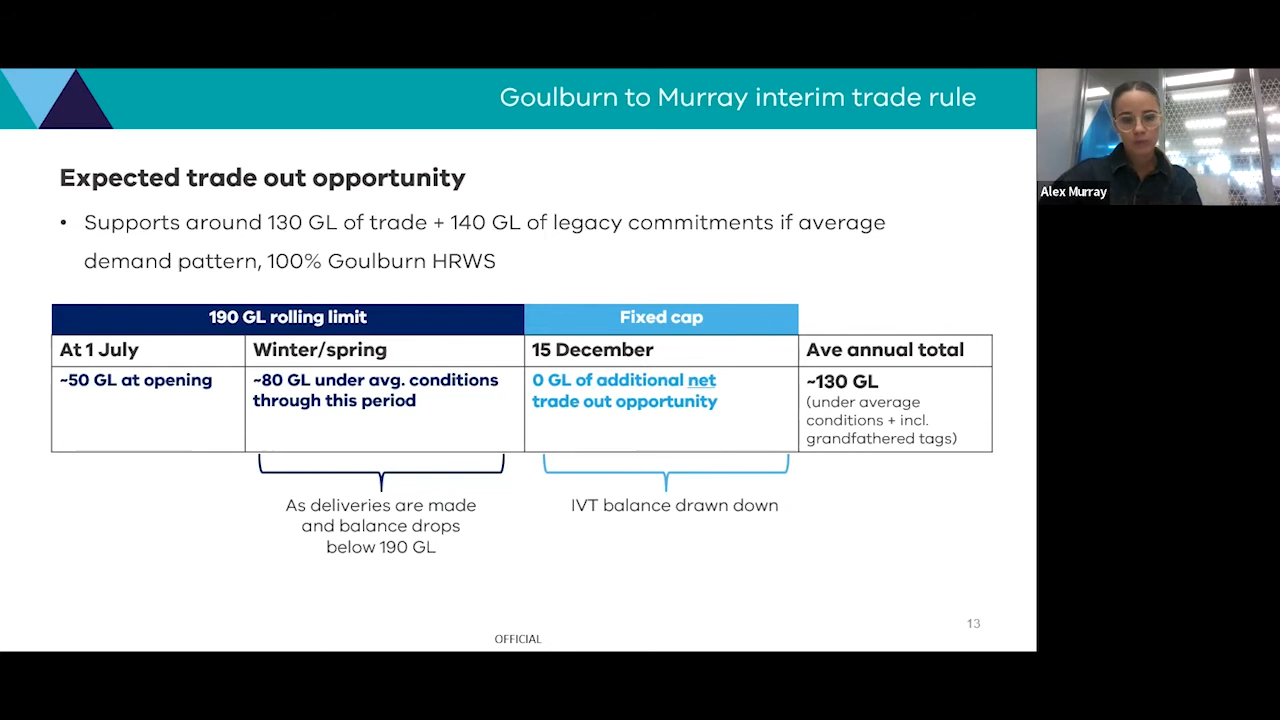 Goulburn to Murray interim trade rule
Alex Murray
Expected trade out opportunity
• Supports around 130 GL of trade + 140 GL of legacy commitments if average
demand pattern, 100% Goulburn HRWS
190 GL rolling limit
Fixed cap
At 1 July
Winter/spring
15 December
Ave annual total
~50 GL at opening
~80 GL under avg. conditions
through this period
0 GL of additional net
trade out opportunity
~130 GL
(under average
conditions + incl.
grandfathered tags)
As deliveries are made
and balance drops
below 190 GL
IVT balance drawn down
13
OFFICIAL